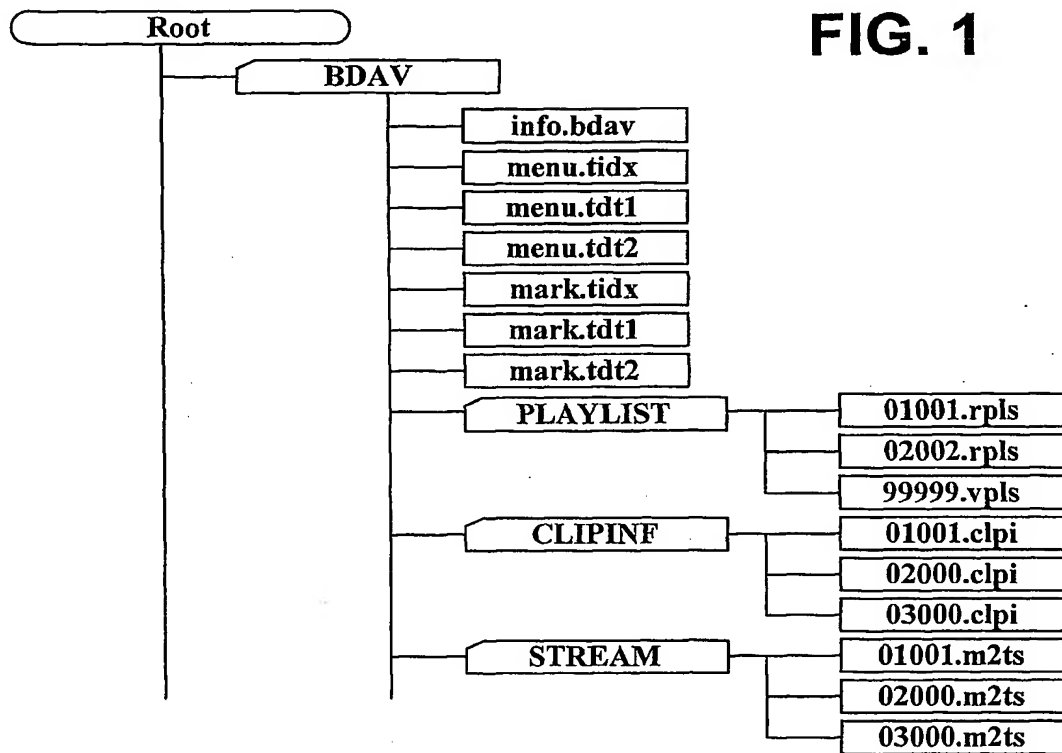 FIG. 1
Root
BDAV
info.bdav
menu.tidx
menu.tdt1
menu.tdt2
mark.tidx
mark.tdt1
mark.tdt2
PLAYLIST
01001.rpls
02002.rpls
99999.vpls
CLIPINF
01001.clpi
02000.clpi
03000.clpi
STREAM
01001.m2ts
02000.m2ts
03000.m2ts